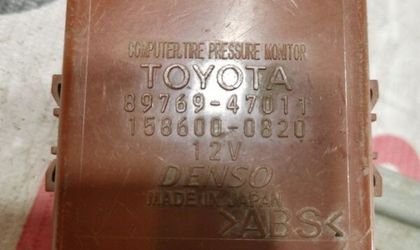 COMPUTER.TIRE PRESSURE MONITOR
TOYOTA
89769-47011
158600-0820
12V
DENSO
MADE IN JAPAN
>ABS<